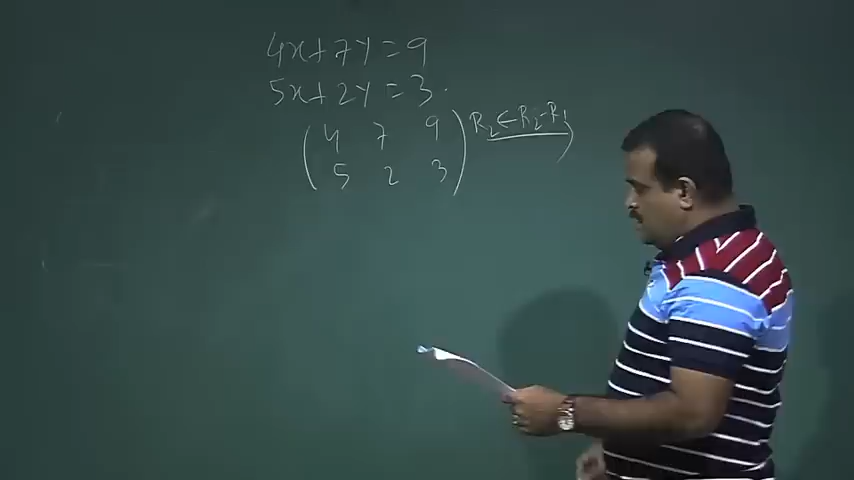 4x+7y=9
5x+2y=3.
( 4 7 9 ) R₂←R₂-R₁
( 5 2 3 )